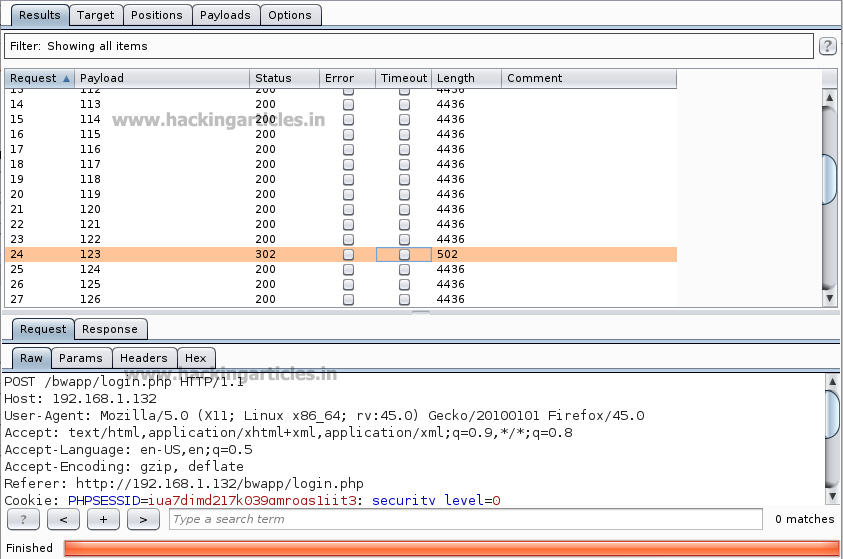 Results Target Positions Payloads Options
Filter: Showing all items ?
Request Payload Status Error Timeout Length Comment
13 112 200 4436
14 113 200 4436
www.hackingarticles.in
15 114 200 4436
16 115 200 4436
17 116 200 4436
18 117 200 4436
19 118 200 4436
20 119 200 4436
21 120 200 4436
22 121 200 4436
23 122 200 4436
24 123 302 502
25 124 200 4436
26 125 200 4436
27 126 200 4436
Request Response
Raw Params Headers Hex
www.hackingarticles.in
POST /bwapp/login.php HTTP/1.1
Host: 192.168.1.132
User-Agent: Mozilla/5.0 (X11; Linux x86_64; rv:45.0) Gecko/20100101 Firefox/45.0
Accept: text/html,application/xhtml+xml,application/xml;q=0.9,*/*;q=0.8
Accept-Language: en-US,en;q=0.5
Accept-Encoding: gzip, deflate
Referer: http://192.168.1.132/bwapp/login.php
Cookie: security_level=0
? < + > Type a search term 0 matches
Finished